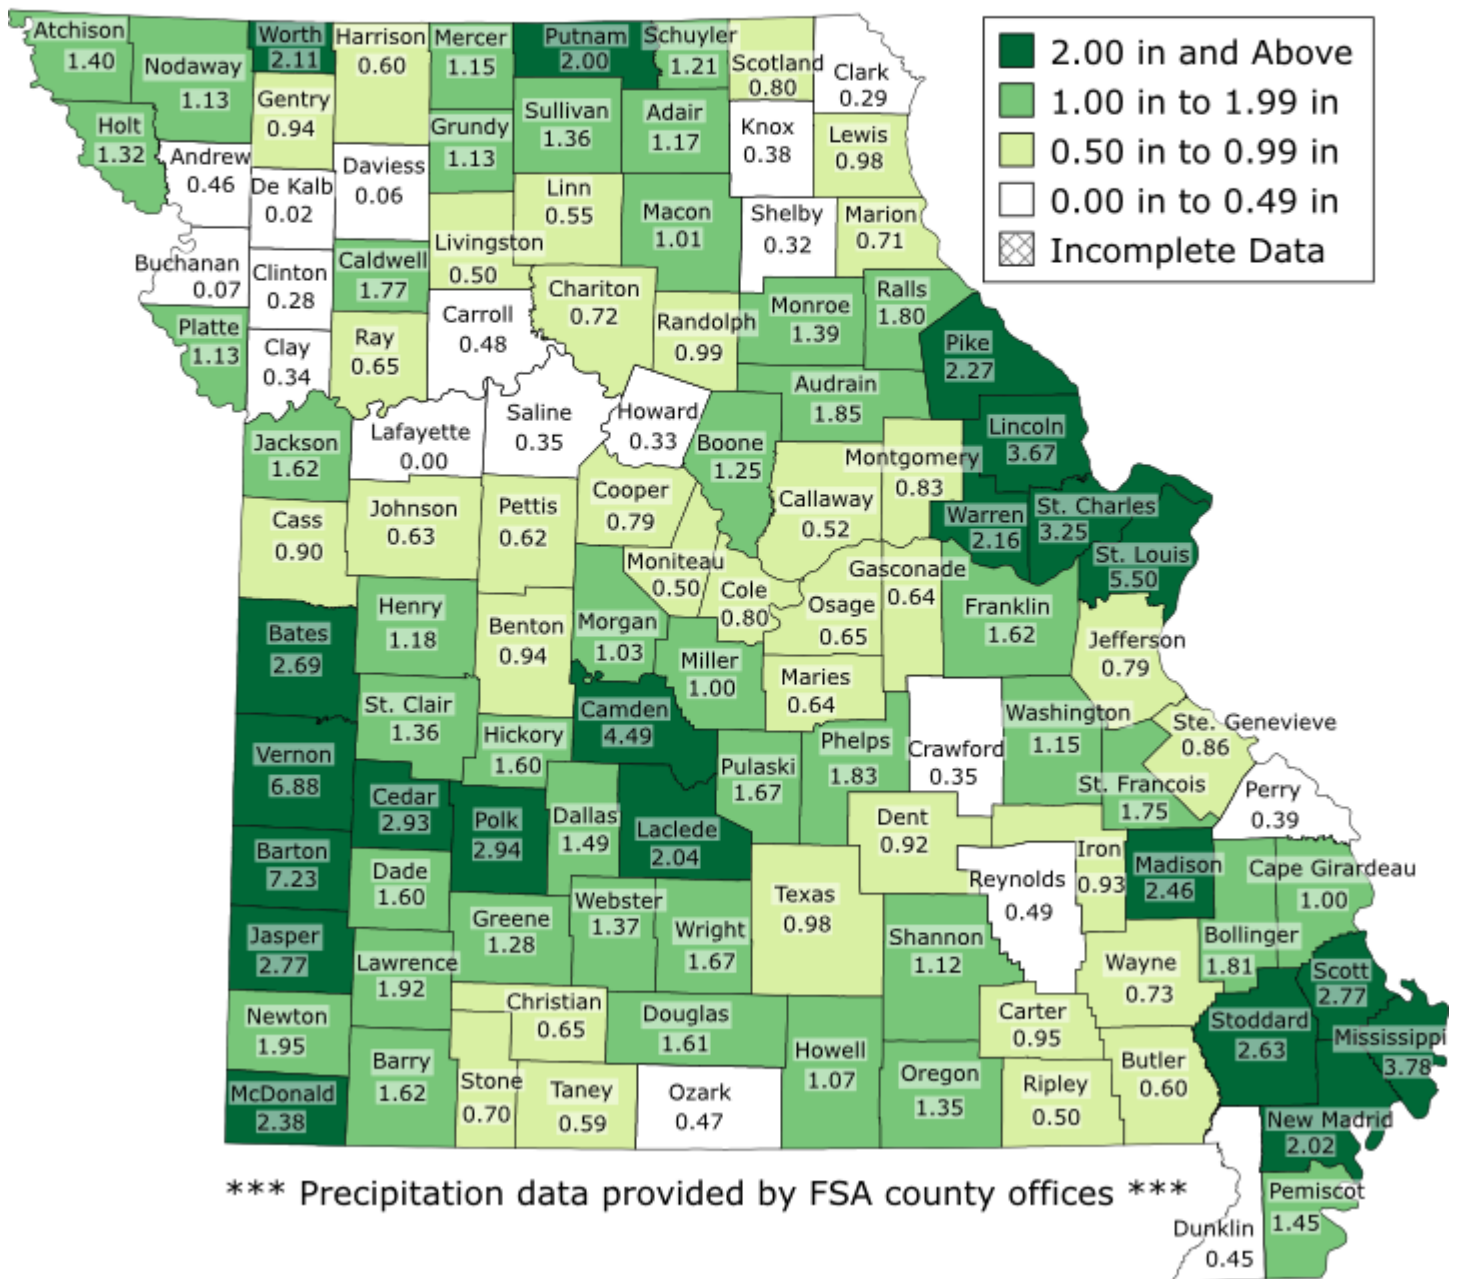 Atchison
1.40
Nodaway
1.13
Worth
2.11
Harrison
0.60
Mercer
1.15
Putnam
2.00
Schuyler
1.21
Scotland
0.80
Clark
0.29
2.00 in and Above
1.00 in to 1.99 in
0.50 in to 0.99 in
0.00 in to 0.49 in
Incomplete Data
Holt
1.32
Andrew
0.46
Gentry
0.94
De Kalb
0.02
Daviess
0.06
Grundy
1.13
Sullivan
1.36
Adair
1.17
Knox
0.38
Lewis
0.98
Linn
0.55
Macon
1.01
Shelby
0.32
Marion
0.71
Buchanan
0.07
Clinton
0.28
Caldwell
1.77
Livingston
0.50
Chariton
0.72
Randolph
0.99
Monroe
1.39
Ralls
1.80
Platte
1.13
Clay
0.34
Ray
0.65
Carroll
0.48
Pike
2.27
Audrain
1.85
Jackson
1.62
Lafayette
0.00
Saline
0.35
Howard
0.33
Boone
1.25
Lincoln
3.67
Montgomery
0.83
Callaway
0.52
Cass
0.90
Johnson
0.63
Pettis
0.62
Cooper
0.79
Warren
2.16
St. Charles
3.25
St. Louis
5.50
Moniteau
0.50
Cole
0.80
Osage
0.65
Gasconade
0.64
Franklin
1.62
Jefferson
0.79
Bates
2.69
Henry
1.18
Benton
0.94
Morgan
1.03
Miller
1.00
Maries
0.64
St. Clair
1.36
Hickory
1.60
Camden
4.49
Pulaski
1.67
Phelps
1.83
Crawford
0.35
Washington
1.15
Ste. Genevieve
0.86
St. Francois
1.75
Perry
0.39
Vernon
6.88
Cedar
2.93
Polk
2.94
Dallas
1.49
Laclede
2.04
Dent
0.92
Iron
0.93
Madison
2.46
Cape Girardeau
1.00
Barton
7.23
Dade
1.60
Greene
1.28
Webster
1.37
Wright
1.67
Texas
0.98
Shannon
1.12
Reynolds
0.49
Wayne
0.73
Bollinger
1.81
Scott
2.77
Jasper
2.77
Lawrence
1.92
Christian
0.65
Douglas
1.61
Howell
1.07
Carter
0.95
Butler
0.60
Stoddard
2.63
Mississippi
3.78
Newton
1.95
Barry
1.62
Stone
0.70
Taney
0.59
Ozark
0.47
Oregon
1.35
Ripley
0.50
McDonald
2.38
New Madrid
2.02
Pemiscot
1.45
Dunklin
0.45
*** Precipitation data provided by FSA county offices ***